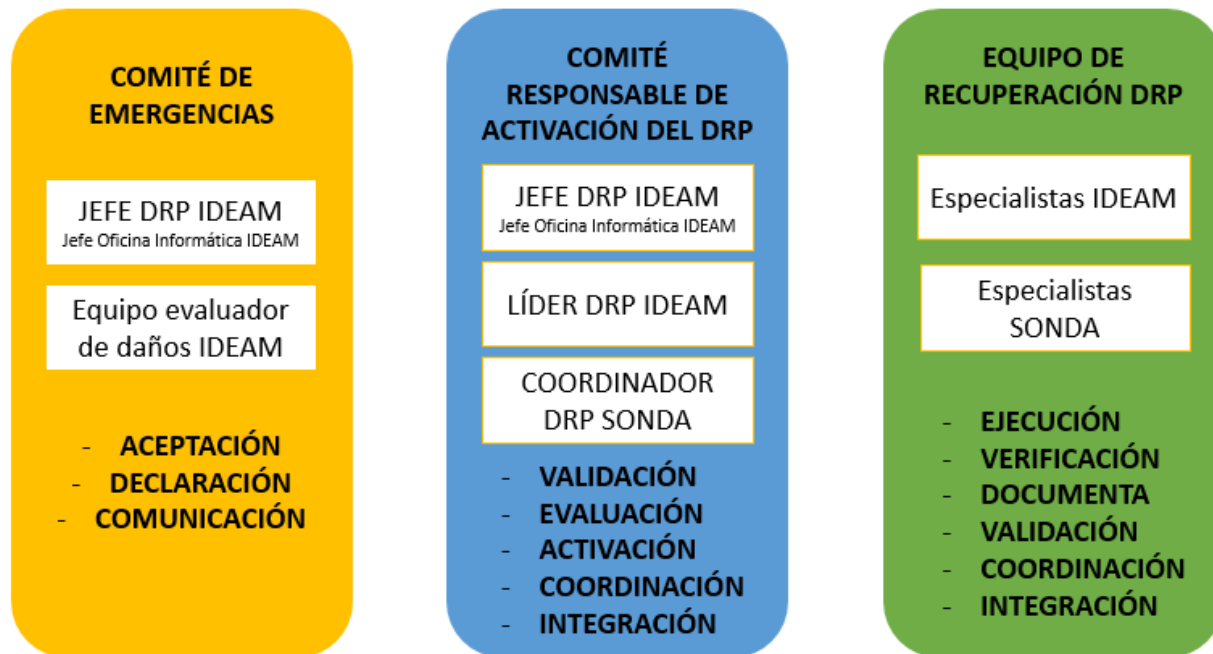 COMITÉ DE
EMERGENCIAS
JEFE DRP IDEAM
Jefe Oficina Informática IDEAM
Equipo evaluador
de daños IDEAM
- ACEPTACIÓN
- DECLARACIÓN
- COMUNICACIÓN
COMITÉ
RESPONSABLE DE
ACTIVACIÓN DEL DRP
JEFE DRP IDEAM
Jefe Oficina Informática IDEAM
LÍDER DRP IDEAM
COORDINADOR
DRP SONDA
- VALIDACIÓN
- EVALUACIÓN
- ACTIVACIÓN
- COORDINACIÓN
- INTEGRACIÓN
EQUIPO DE
RECUPERACIÓN DRP
Especialistas IDEAM
Especialistas
SONDA
- EJECUCIÓN
- VERIFICACIÓN
- DOCUMENTA
- VALIDACIÓN
- COORDINACIÓN
- INTEGRACIÓN